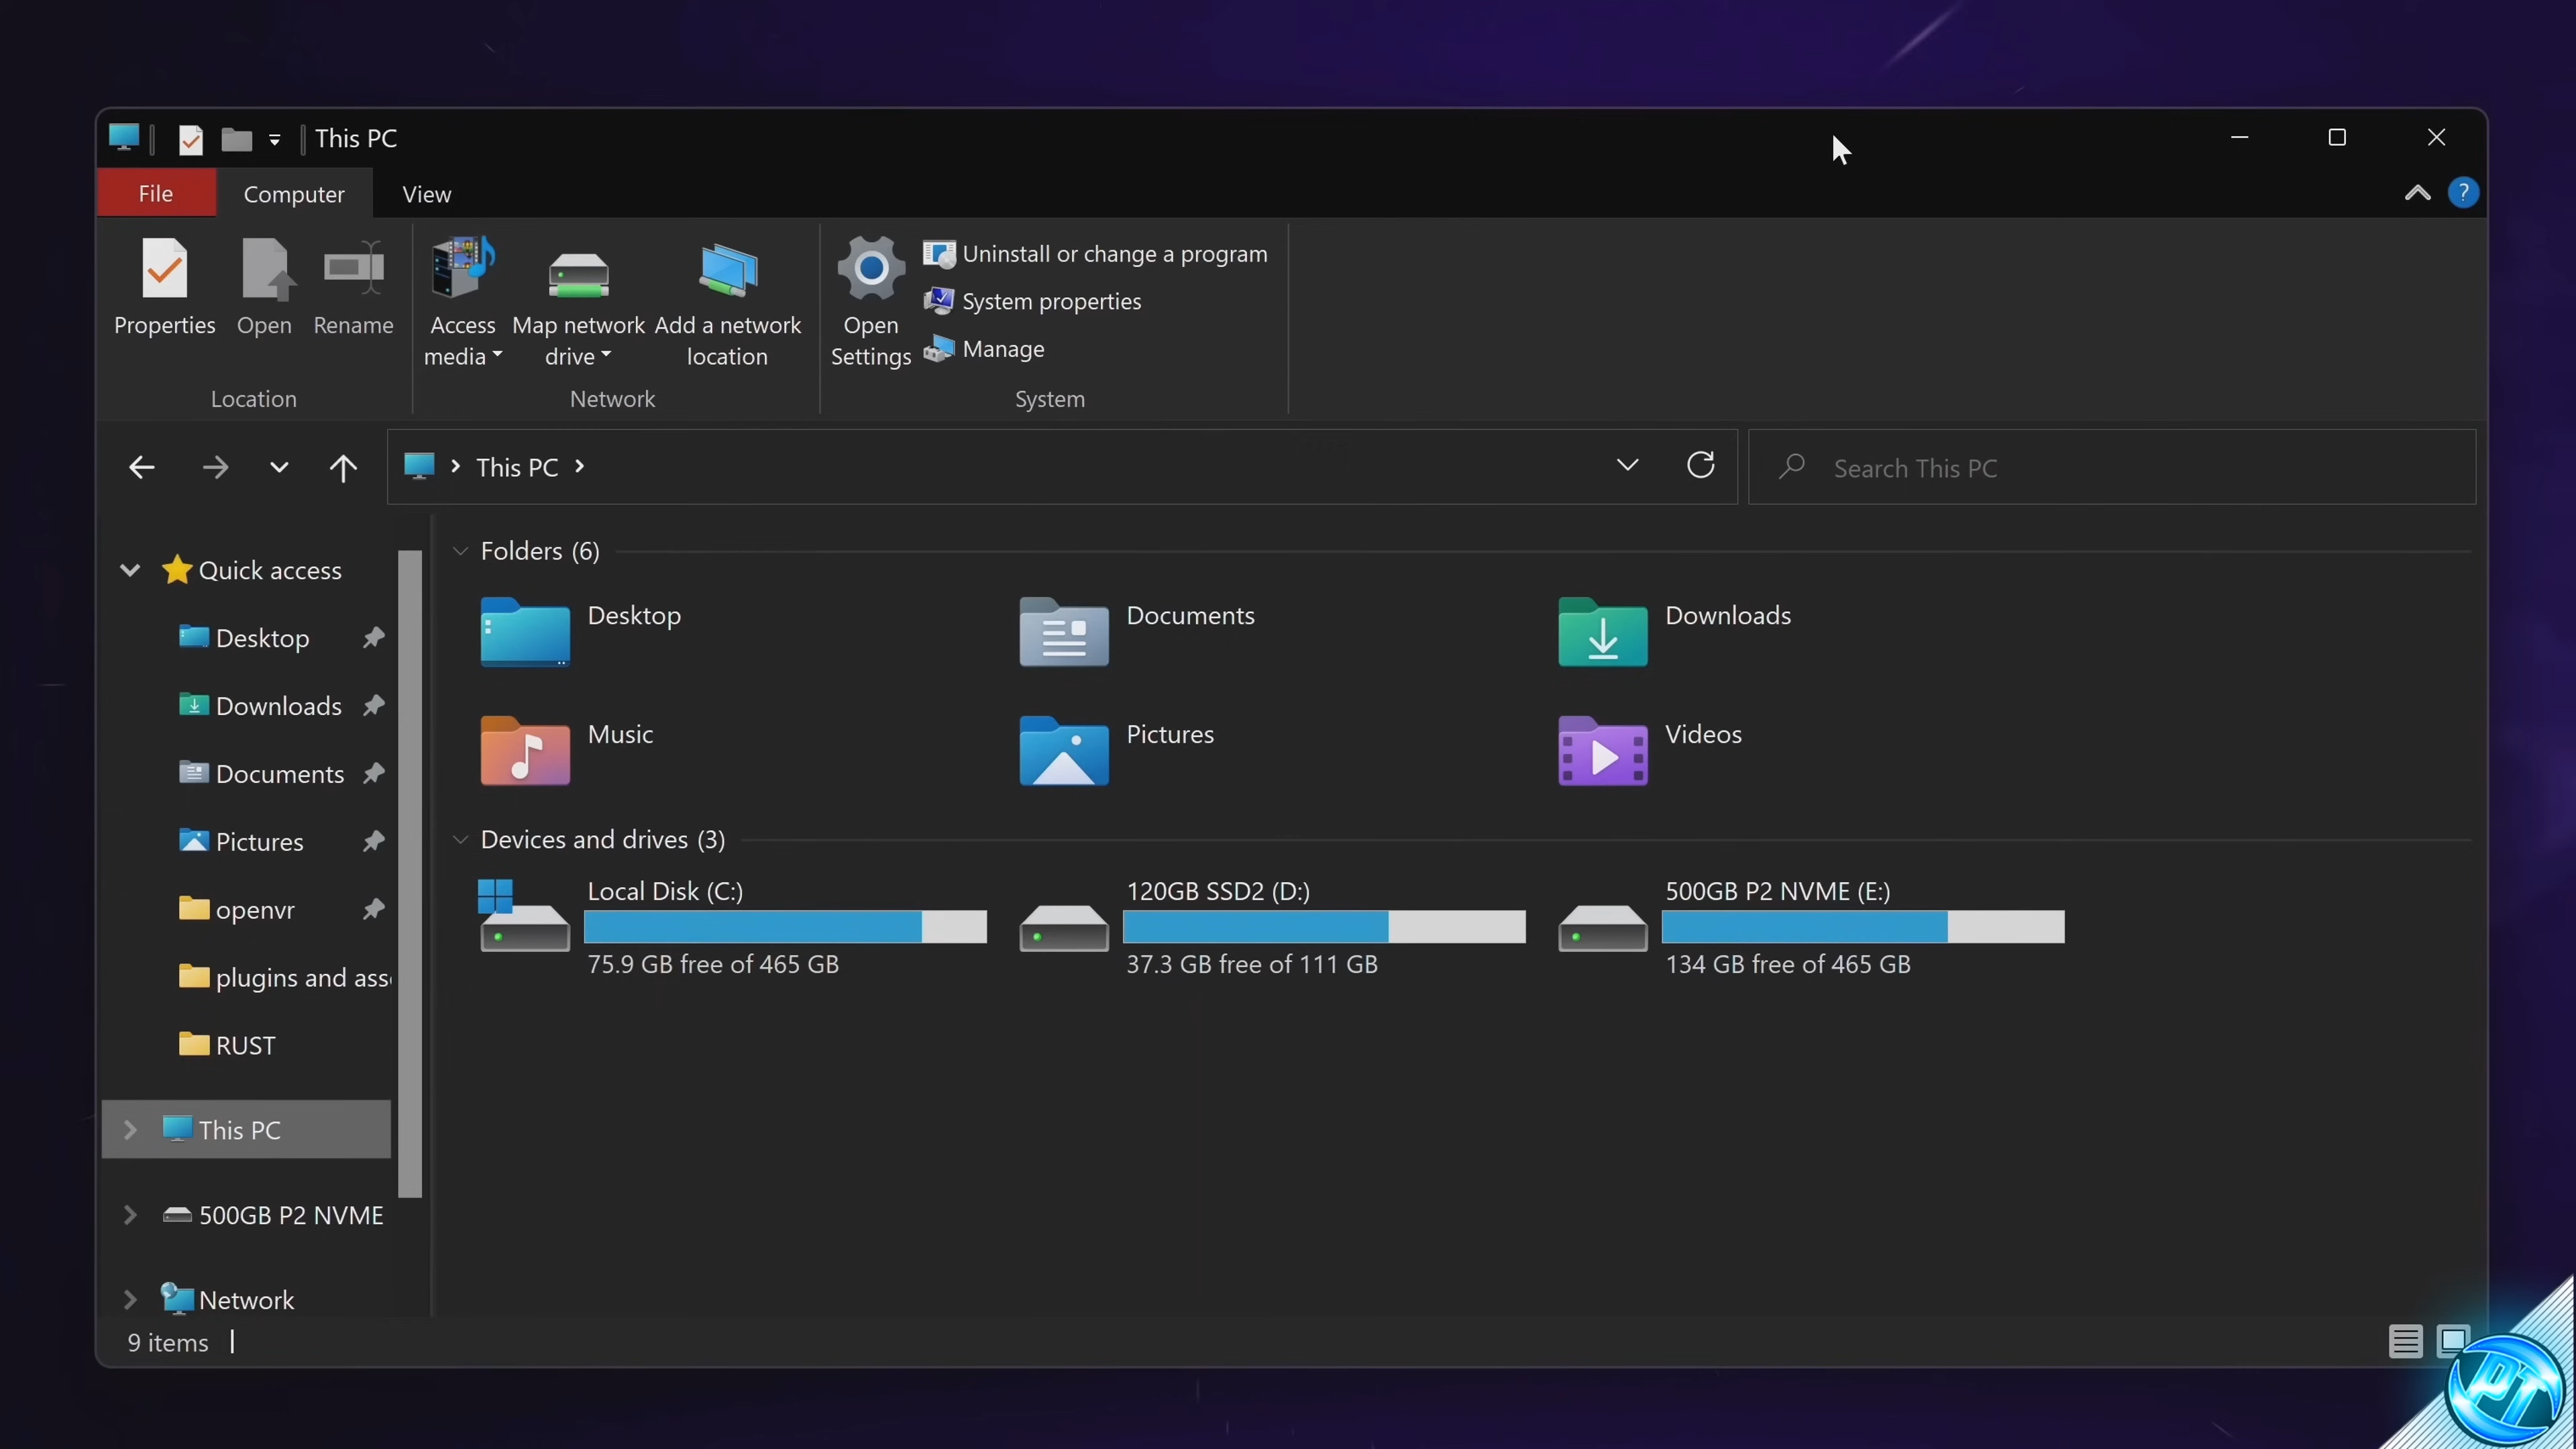 This PC
File Computer View
?
Uninstall or change a program
System properties
Manage
Properties Open Rename
Access media
Map network drive
Add a network location
Open Settings
Location Network System
This PC
Search This PC
Quick access
Desktop
Downloads
Documents
Pictures
openvr
plugins and ass
RUST
This PC
500GB P2 NVME
Network
Folders (6)
Desktop
Documents
Downloads
Music
Pictures
Videos
Devices and drives (3)
Local Disk (C:)
75.9 GB free of 465 GB
120GB SSD2 (D:)
37.3 GB free of 111 GB
500GB P2 NVME (E:)
134 GB free of 465 GB
9 items
PT